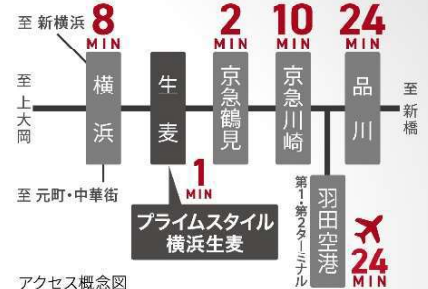 至 新横浜
8
MIN
2
MIN
10
MIN
24
MIN
至 上大岡
横浜
生麦
京急鶴見
京急川崎
品川
至 新橋
至 元町・中華街
1
MIN
プライムスタイル
横浜生麦
第1・第2ターミナル
羽田空港
24
MIN
アクセス概念図